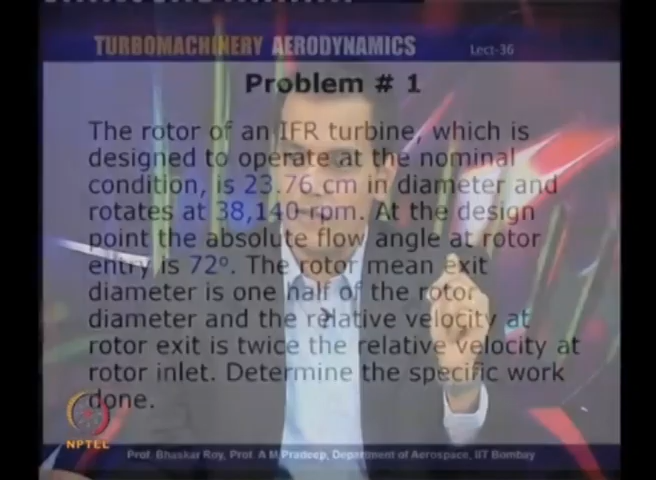 TURBOMACHINERY AERODYNAMICS
Lect-36
Problem # 1
The rotor of an IFR turbine, which is
designed to operate at the nominal
condition, is 23.76 cm in diameter and
rotates at 38,140 rpm. At the design
point the absolute flow angle at rotor
entry is 72º. The rotor mean exit
diameter is one half of the rotor
diameter and the relative velocity at
rotor exit is twice the relative velocity at
rotor inlet. Determine the specific work
done.
NPTEL
Prof. Bhaskar Roy, Prof. A M Pradeep, Department of Aerospace, IIT Bombay